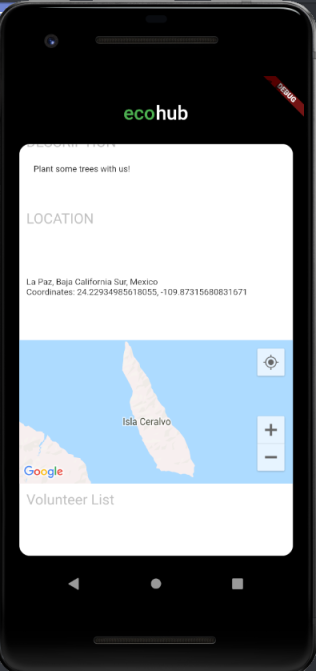 DEBUG
ecohub
DESCRIPTION
Plant some trees with us!
LOCATION
La Paz, Baja California Sur, Mexico
Coordinates: 24.22934985618055, -109.87315680831671
Isla Ceralvo
Google
Volunteer List